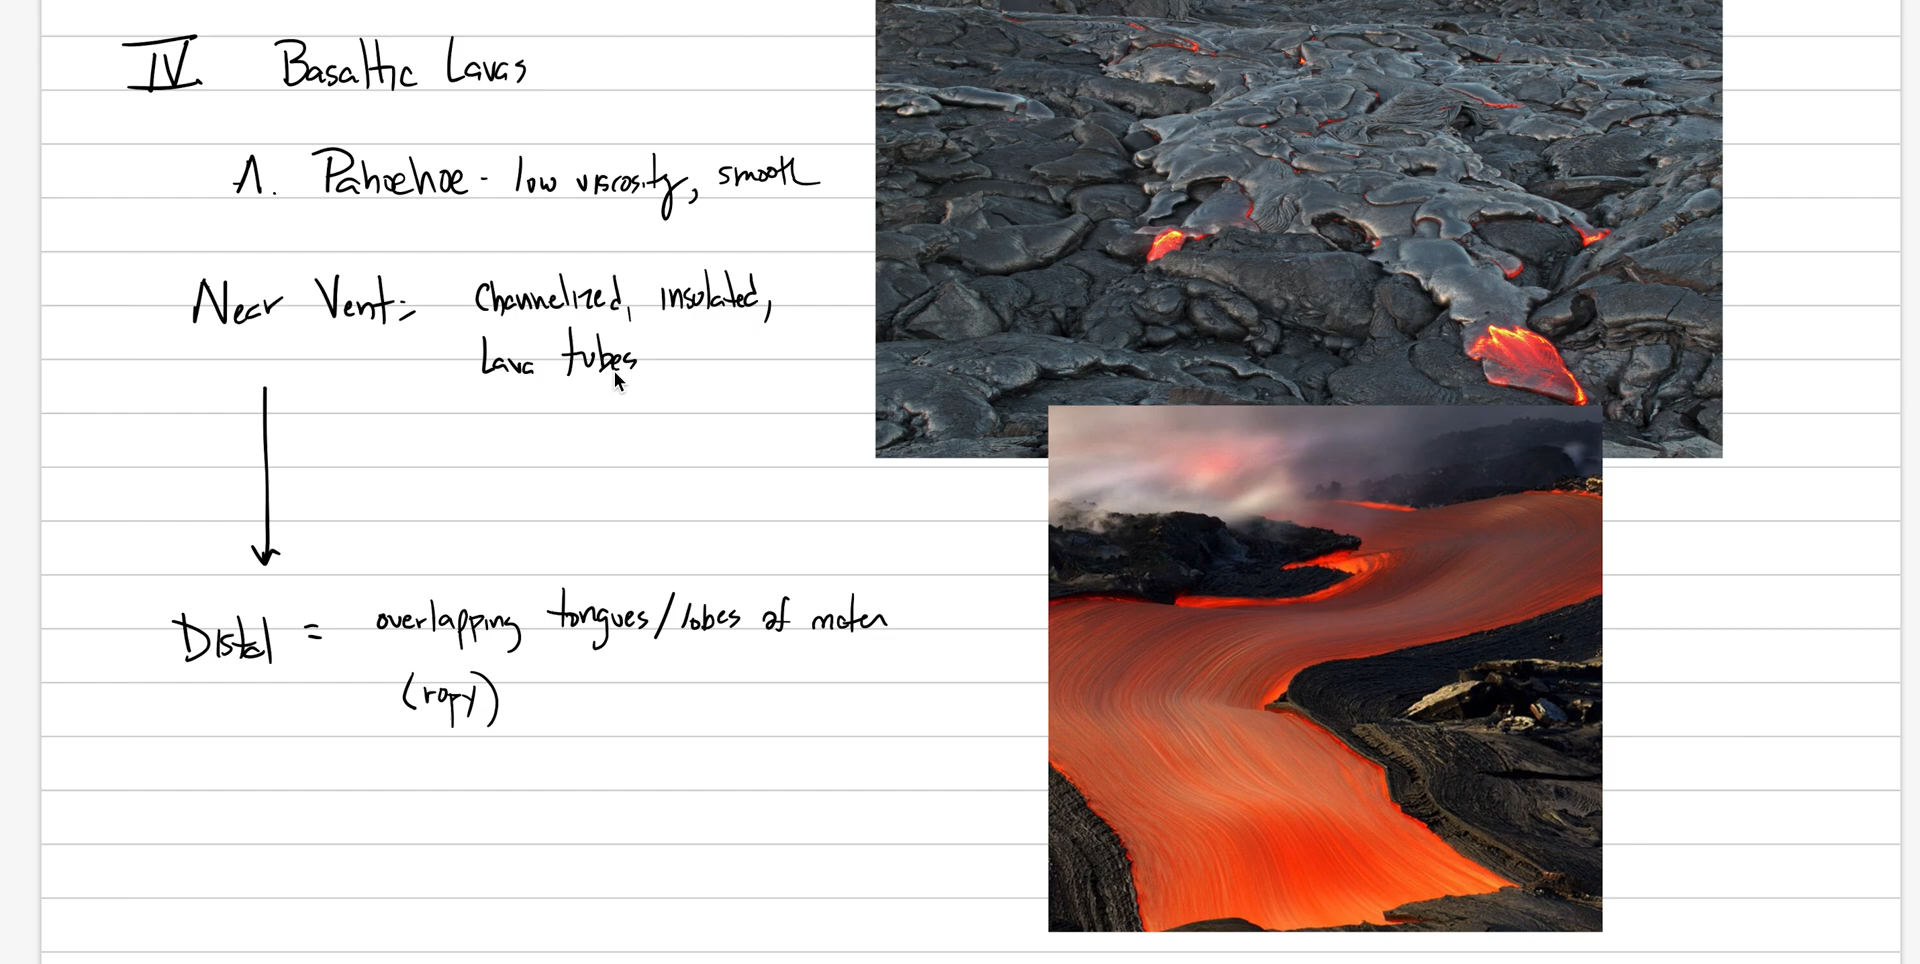 IV. Basaltic Lavas
A. Pahoehoe - low viscosity, smooth
Near Vent: Channelized, insulated,
Lava tubes
Distal = overlapping tongues/lobes of
(ropy)